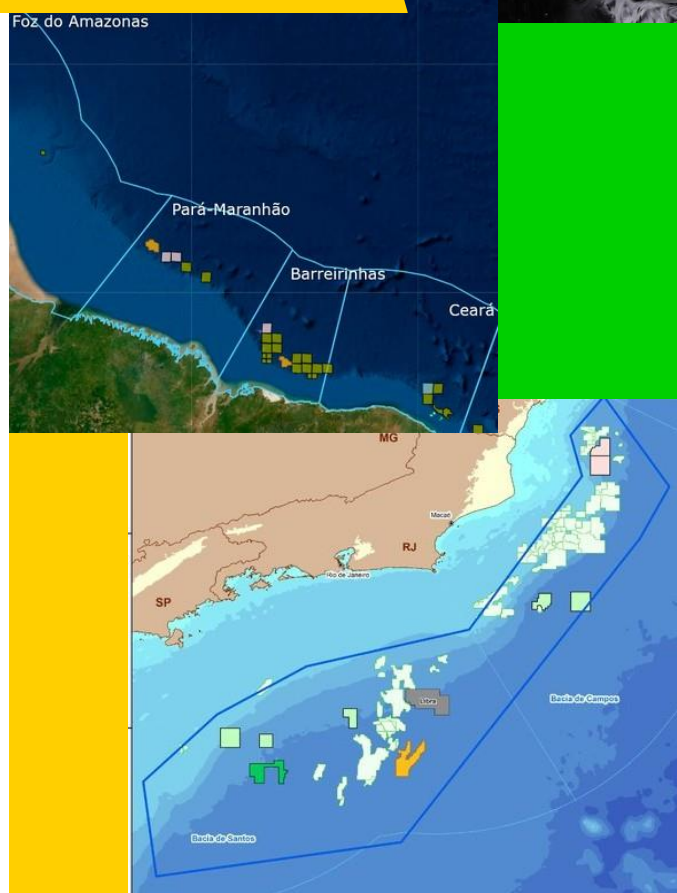 Foz do Amazonas
Pará-Maranhão
Barreirinhas
Ceará
MG
Macaé
RJ
Rio de Janeiro
SP
Libra
Bacia de Campos
Bacia de Santos